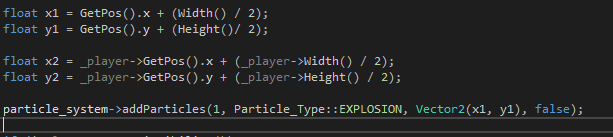 float x1 = GetPos().x + (Width() / 2);
float y1 = GetPos().y + (Height()/ 2);
float x2 = _player->GetPos().x + (_player->Width() / 2);
float y2 = _player->GetPos().y + (_player->Height() / 2);
particle_system->addParticles(1, Particle_Type::EXPLOSION, Vector2(x1, y1), false);